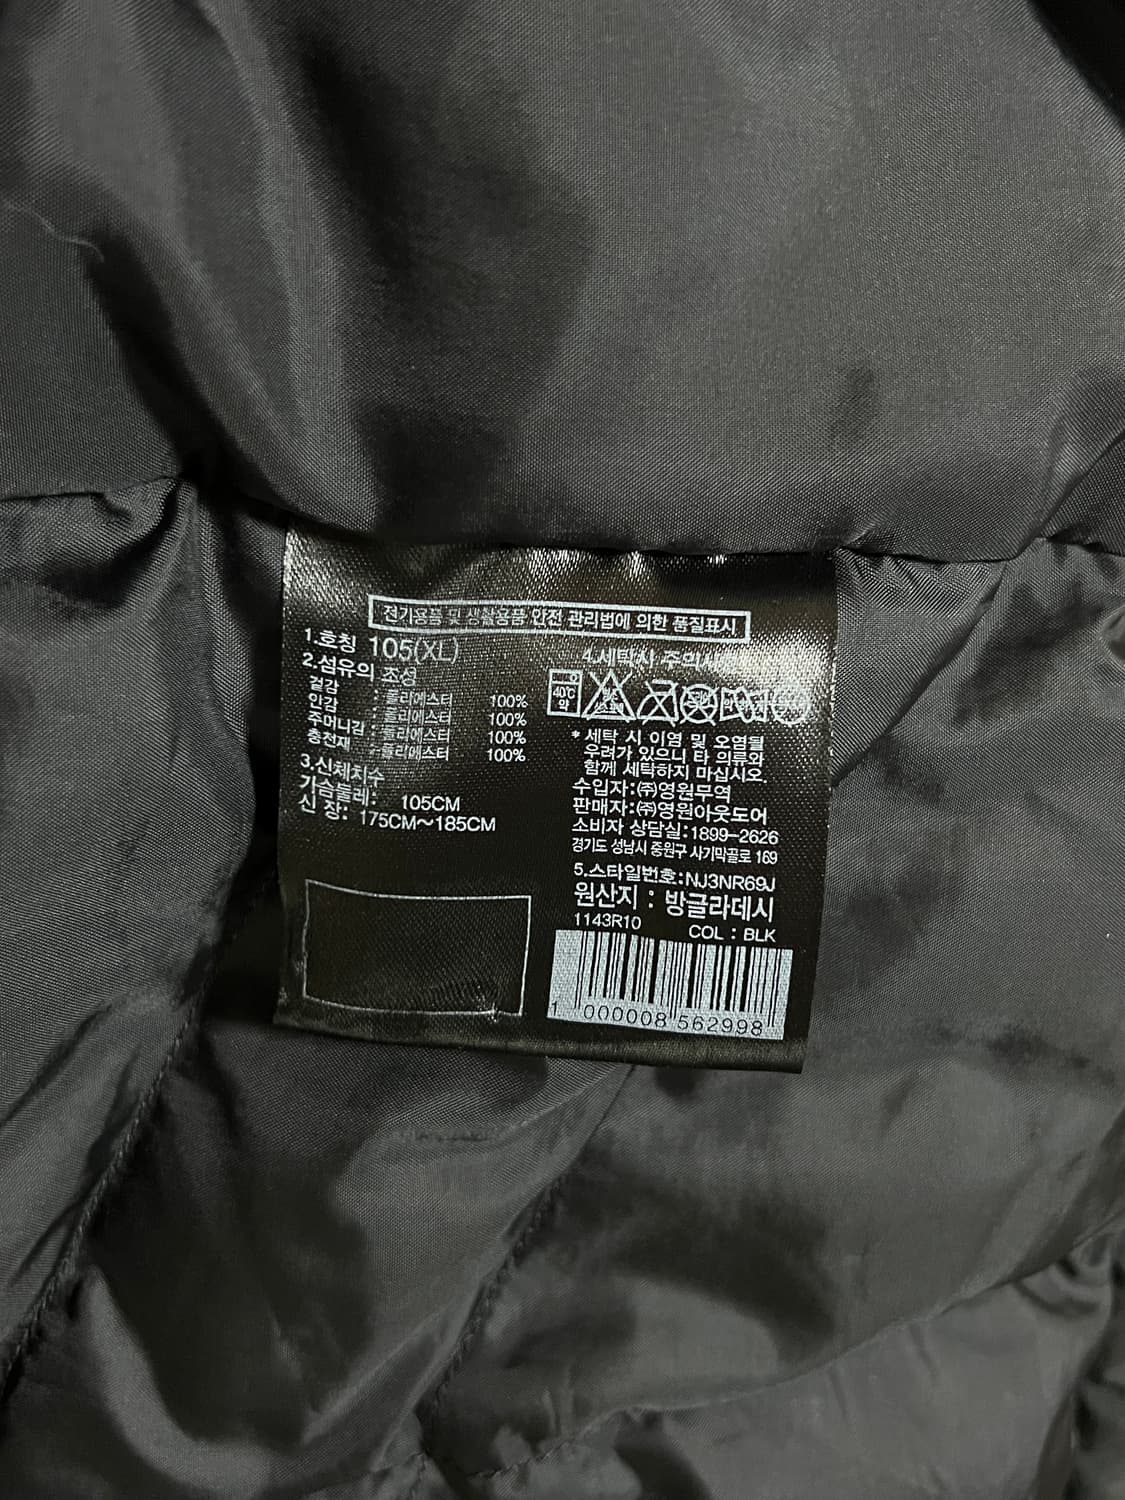 전기용품 및 생활용품 안전 관리법에 의한 품질표시
1.호칭 105(XL)
2.섬유의 조성
겉감 : 폴리에스터 100%
안감 : 폴리에스터 100%
주머니감 : 폴리에스터 100%
충전재 : 폴리에스터 100%
3.신체치수
가슴둘레: 105CM
신 장: 175CM~185CM
4.세탁시 주의사항
40℃
약
* 세탁 시 이염 및 오염될
우려가 있으니 타 의류와
함께 세탁하지 마십시오.
수입자:㈜영원무역
판매자:㈜영원아웃도어
소비자 상담실:1899-2626
경기도 성남시 중원구 사기막골로 169
5.스타일번호:NJ3NR69J
원산지 : 방글라데시
1143R10 COL : BLK
1 000008 562998